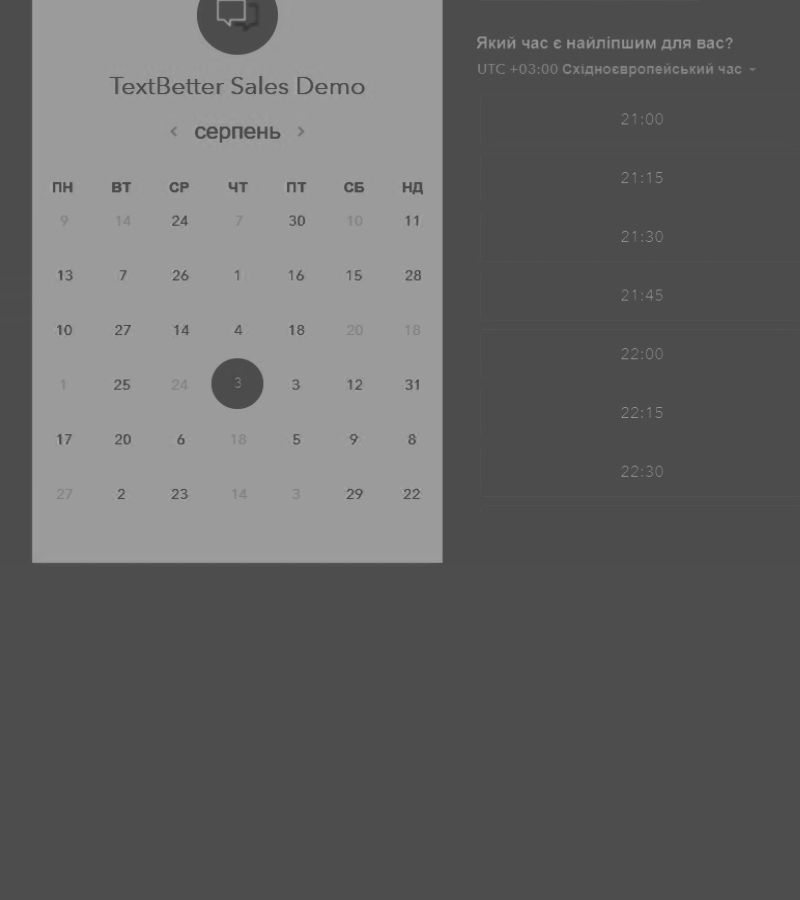 TextBetter Sales Demo
< серпень >
ПН ВТ СР ЧТ ПТ СБ НД
9 14 24 7 30 10 11
13 7 26 1 16 15 28
10 27 14 4 18 20 18
1 25 24 3 3 12 31
17 20 6 18 5 9 8
27 2 23 14 3 29 22
Який час є найліпшим для вас?
UTC +03:00 Східноєвропейський час
21:00
21:15
21:30
21:45
22:00
22:15
22:30